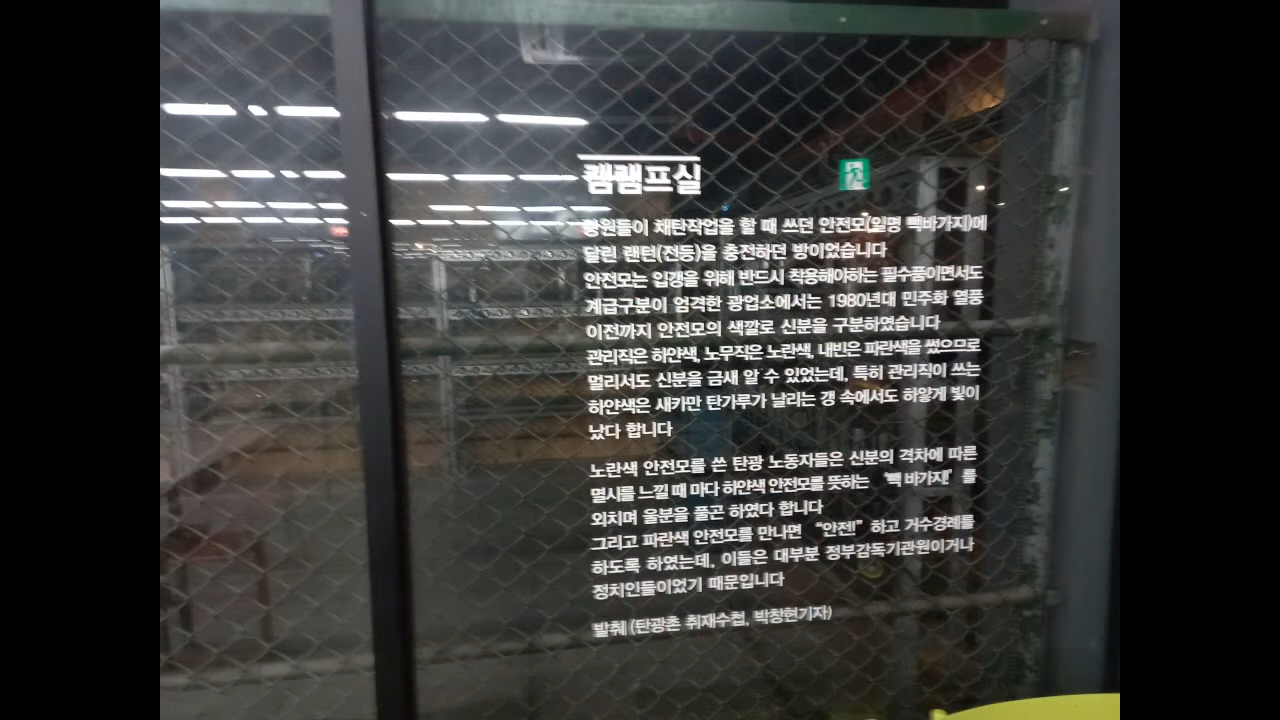 캠램프실
광원들이 채탄작업을 할 때 쓰던 안전모(일명 빽바가지)에
달린 랜턴(전등)을 충전하던 방이었습니다
안전모는 입갱을 위해 반드시 착용해야하는 필수품이면서도
계급구분이 엄격한 광업소에서는 1980년대 민주화 열풍
이전까지 안전모의 색깔로 신분을 구분하였습니다
관리직은 하얀색, 노무직은 노란색, 내빈은 파란색을 썼으므로
멀리서도 신분을 금새 알 수 있었는데, 특히 관리직이 쓰는
하얀색은 새카만 탄가루가 날리는 갱 속에서도 하얗게 빛이
났다 합니다
노란색 안전모를 쓴 탄광 노동자들은 신분의 격차에 따른
멸시를 느낄 때 마다 하얀색 안전모를 뜻하는 ‘빽 바가지!’ 를
외치며 울분을 풀곤 하였다 합니다
그리고 파란색 안전모를 만나면 “안전!” 하고 거수경례를
하도록 하였는데, 이들은 대부분 정부감독기관원이거나
정치인들이었기 때문입니다
발췌 (탄광촌 취재수첩, 박창현기자)